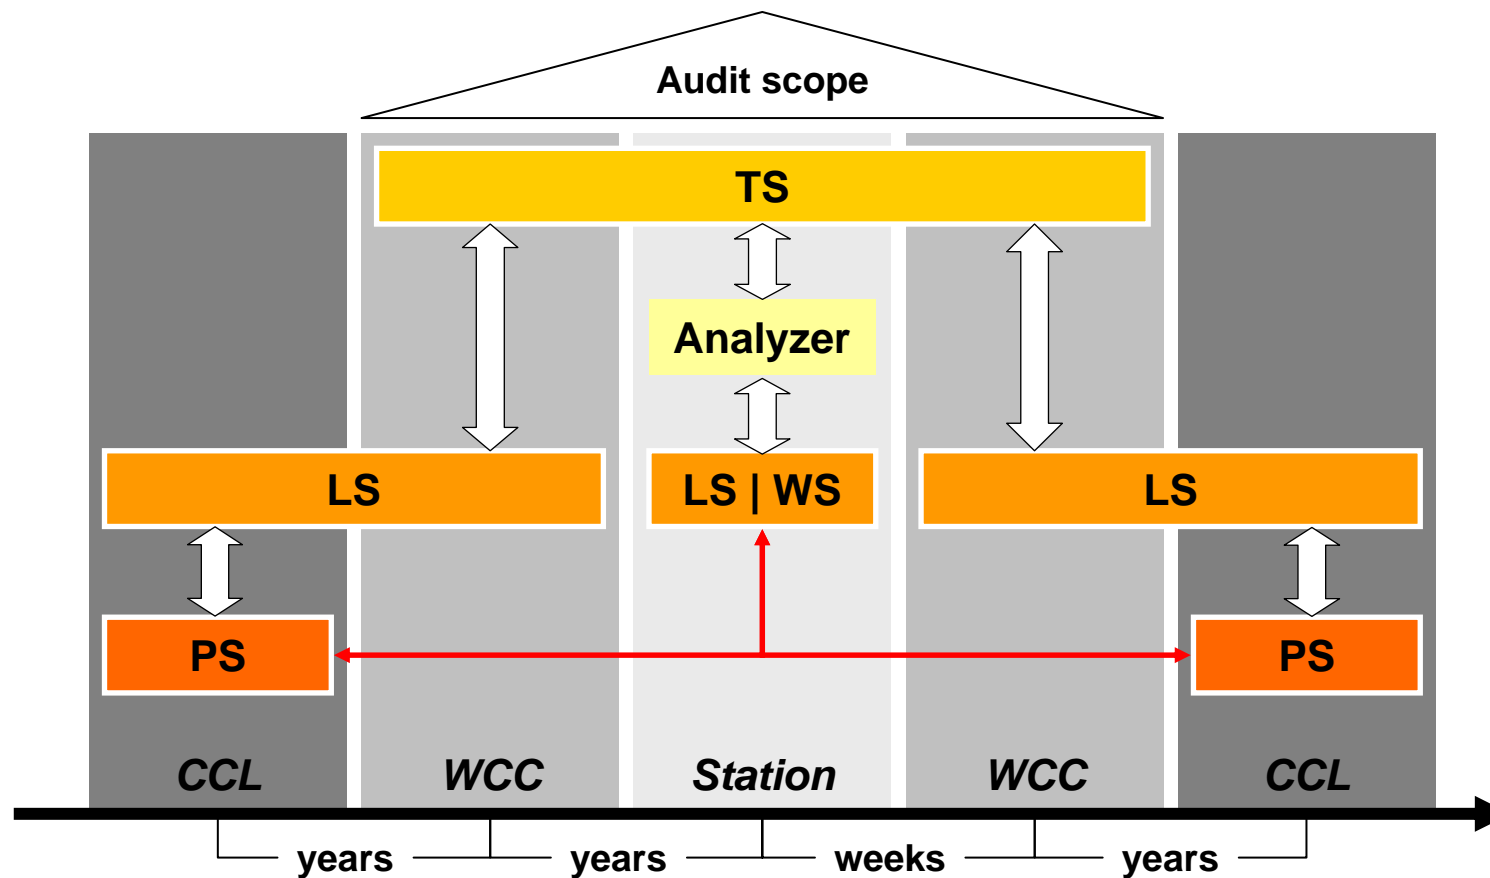 Audit scope
TS
Analyzer
LS
LS | WS
LS
PS
PS
CCL
WCC
Station
WCC
CCL
years
years
weeks
years